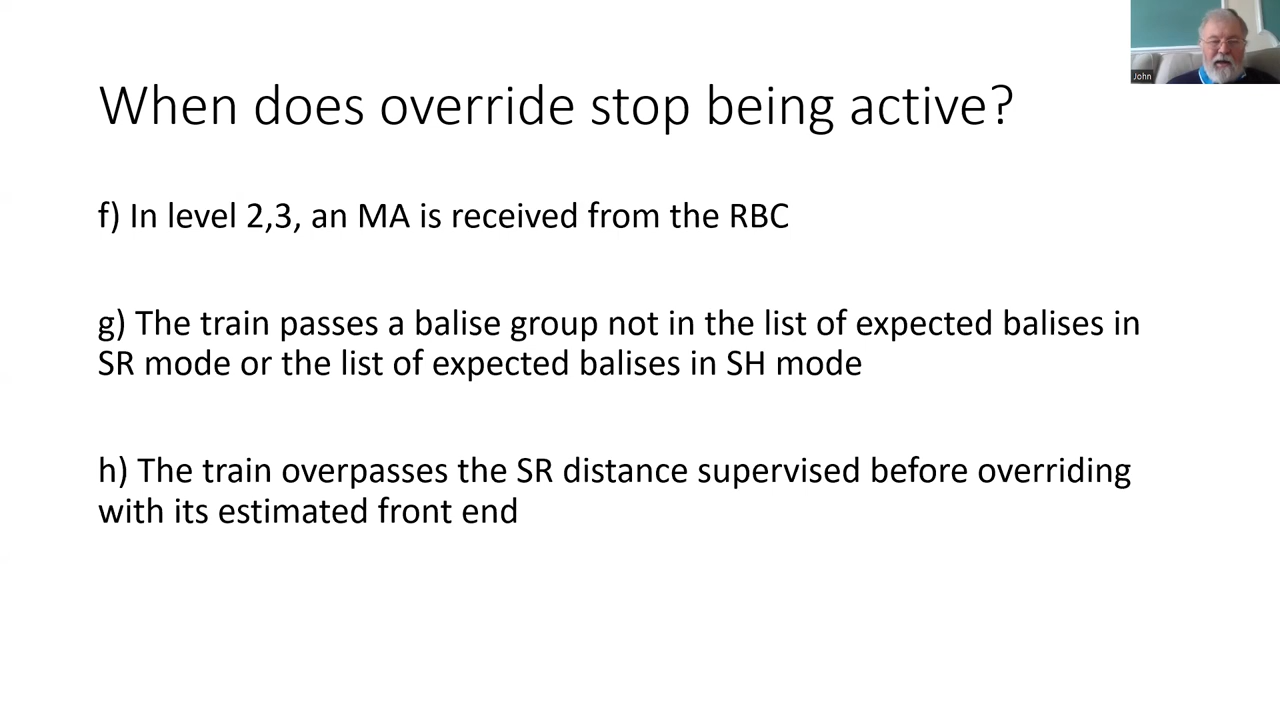 John
When does override stop being active?
f) In level 2,3, an MA is received from the RBC
g) The train passes a balise group not in the list of expected balises in
SR mode or the list of expected balises in SH mode
h) The train overpasses the SR distance supervised before overriding
with its estimated front end